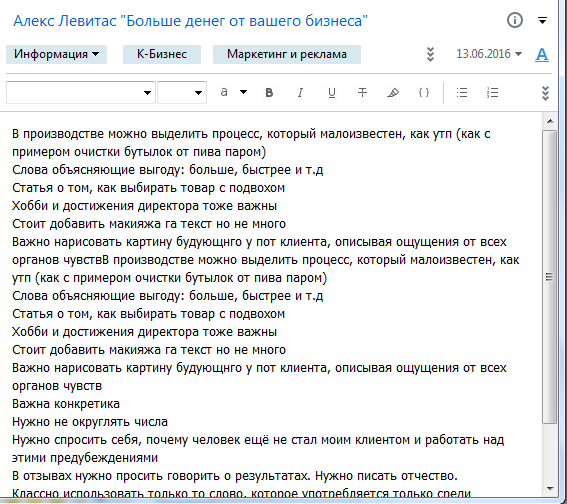 Алекс Левитас "Больше денег от вашего бизнеса"
Информация К-Бизнес Маркетинг и реклама 13.06.2016 А
а B I U T { }
В производстве можно выделить процесс, который малоизвестен, как утп (как с
примером очистки бутылок от пива паром)
Слова объясняющие выгоду: больше, быстрее и т.д
Статья о том, как выбирать товар с подвохом
Хобби и достижения директора тоже важны
Стоит добавить макияжа га текст но не много
Важно нарисовать картину будующнго у пот клиента, описывая ощущения от всех
органов чувствВ производстве можно выделить процесс, который малоизвестен, как
утп (как с примером очистки бутылок от пива паром)
Слова объясняющие выгоду: больше, быстрее и т.д
Статья о том, как выбирать товар с подвохом
Хобби и достижения директора тоже важны
Стоит добавить макияжа га текст но не много
Важно нарисовать картину будующнго у пот клиента, описывая ощущения от всех
органов чувств
Важна конкретика
Нужно не округлять числа
Нужно спросить себя, почему человек ещё не стал моим клиентом и работать над
этими предубеждениями
В отзывах нужно просить говорить о результатах. Нужно писать отчество.
Классно использовать только то слово, которое употребляется только среди